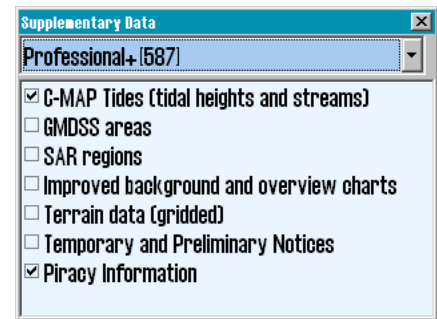 Supplementary Data
Professional+ [587]
C-MAP Tides (tidal heights and streams)
GMDSS areas
SAR regions
Improved background and overview charts
Terrain data (gridded)
Temporary and Preliminary Notices
Piracy Information